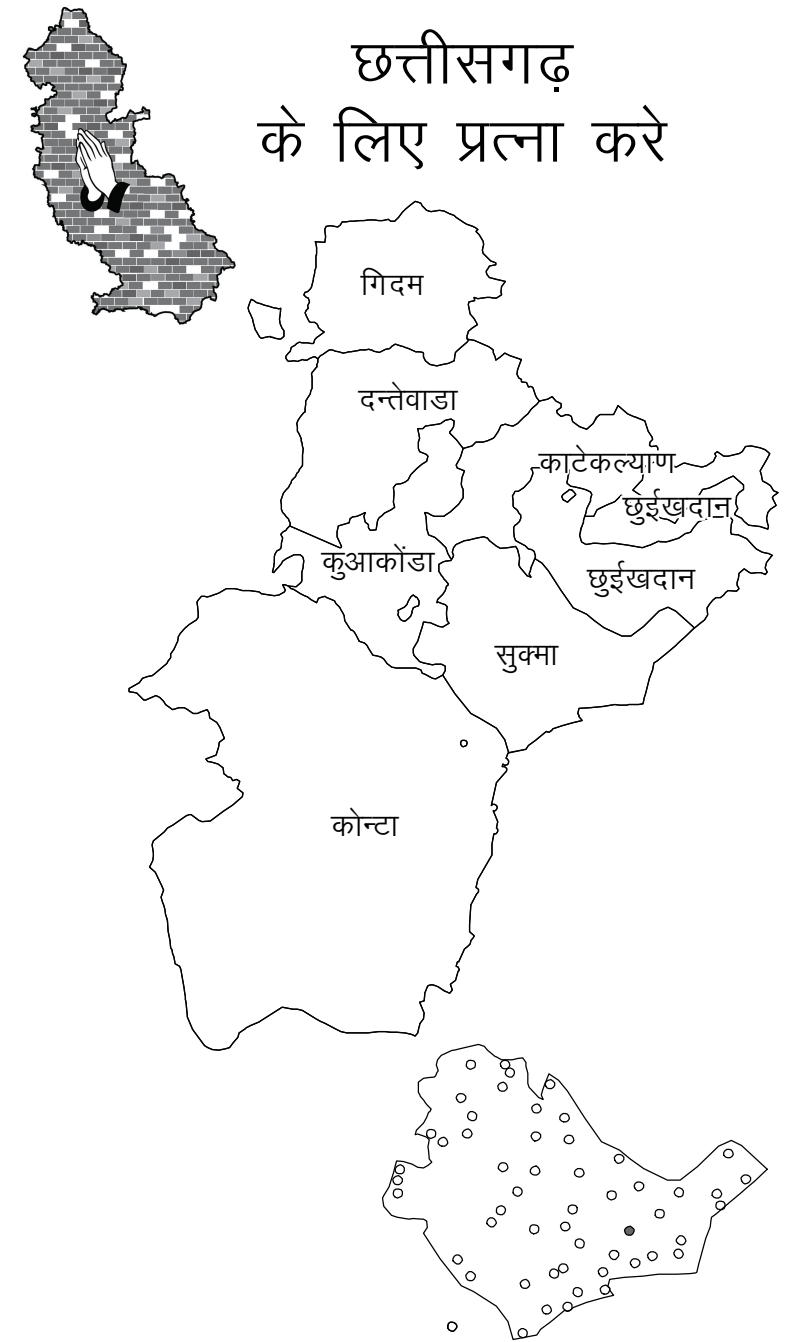 छत्तीसगढ़
के लिए प्रत्ना करे
गिदम
दन्तेवाडा
काटेकल्याण
छुईखदान
कुआकोंडा
छुईखदान
सुक्मा
कोन्टा